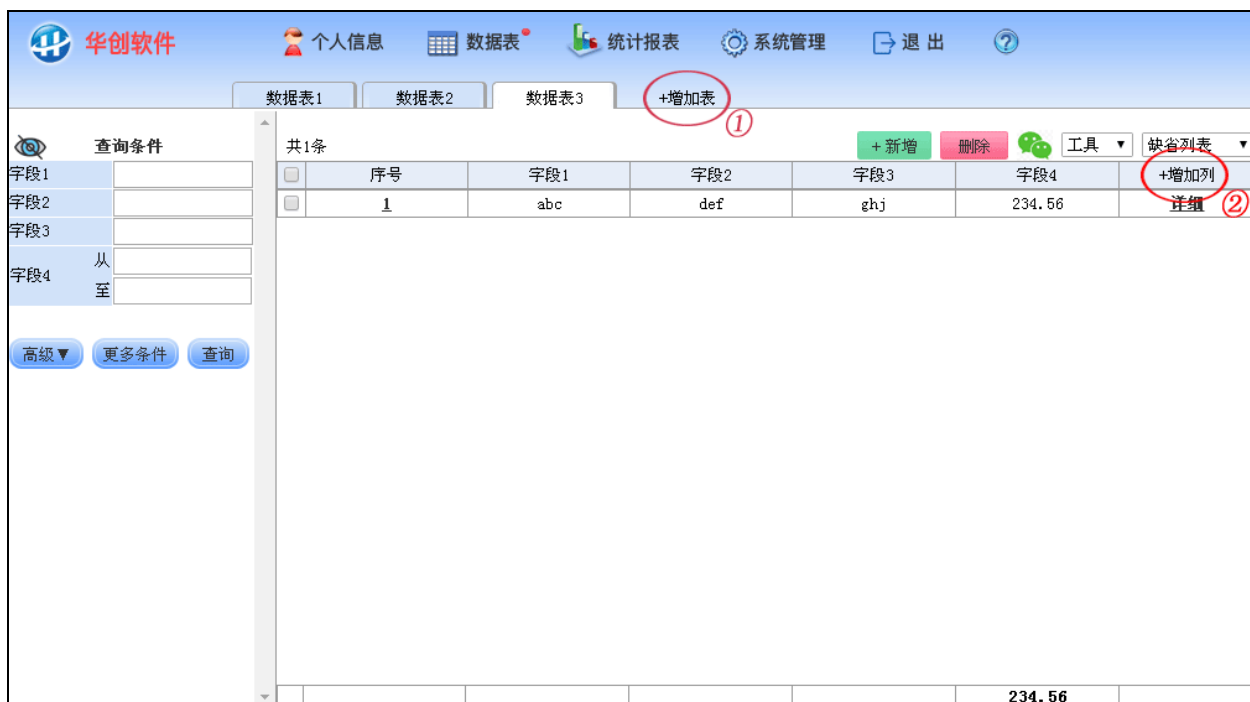 华创软件 个人信息 数据表 统计报表 系统管理 退出 ?
数据表1 数据表2 数据表3 +增加表
①
查询条件
字段1
字段2
字段3
字段4 从
至
高级▼ 更多条件 查询
共1条 +新增 删除 工具 ▼ 缺省列表 ▼
序号 字段1 字段2 字段3 字段4 +增加列
1 abc def ghj 234.56 详细 ②
234.56